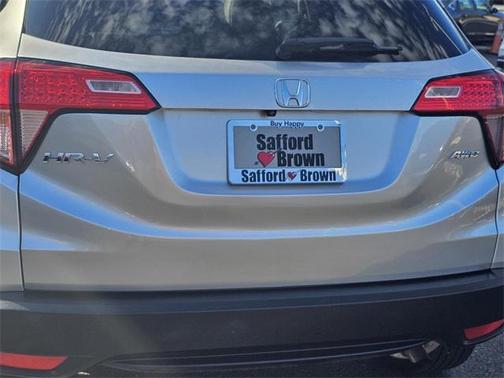 Buy Happy
Safford
Brown
Safford Brown
HR-V
AWD